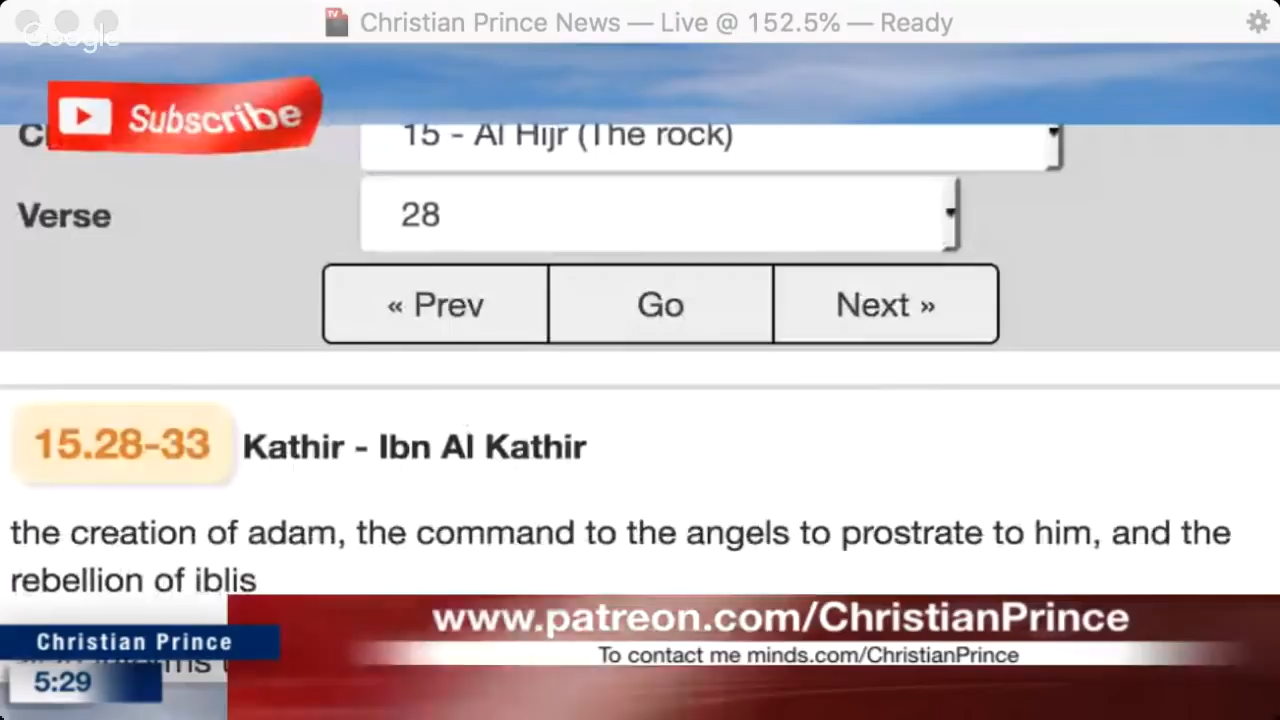 Christian Prince News — Live @ 152.5% — Ready
Google
Subscribe
15 - Al Hijr (The rock)
Verse
28
« Prev
Go
Next »
15.28-33
Kathir - Ibn Al Kathir
the creation of adam, the command to the angels to prostrate to him, and the
rebellion of iblis
www.patreon.com/ChristianPrince
Christian Prince
To contact me minds.com/ChristianPrince
5:29